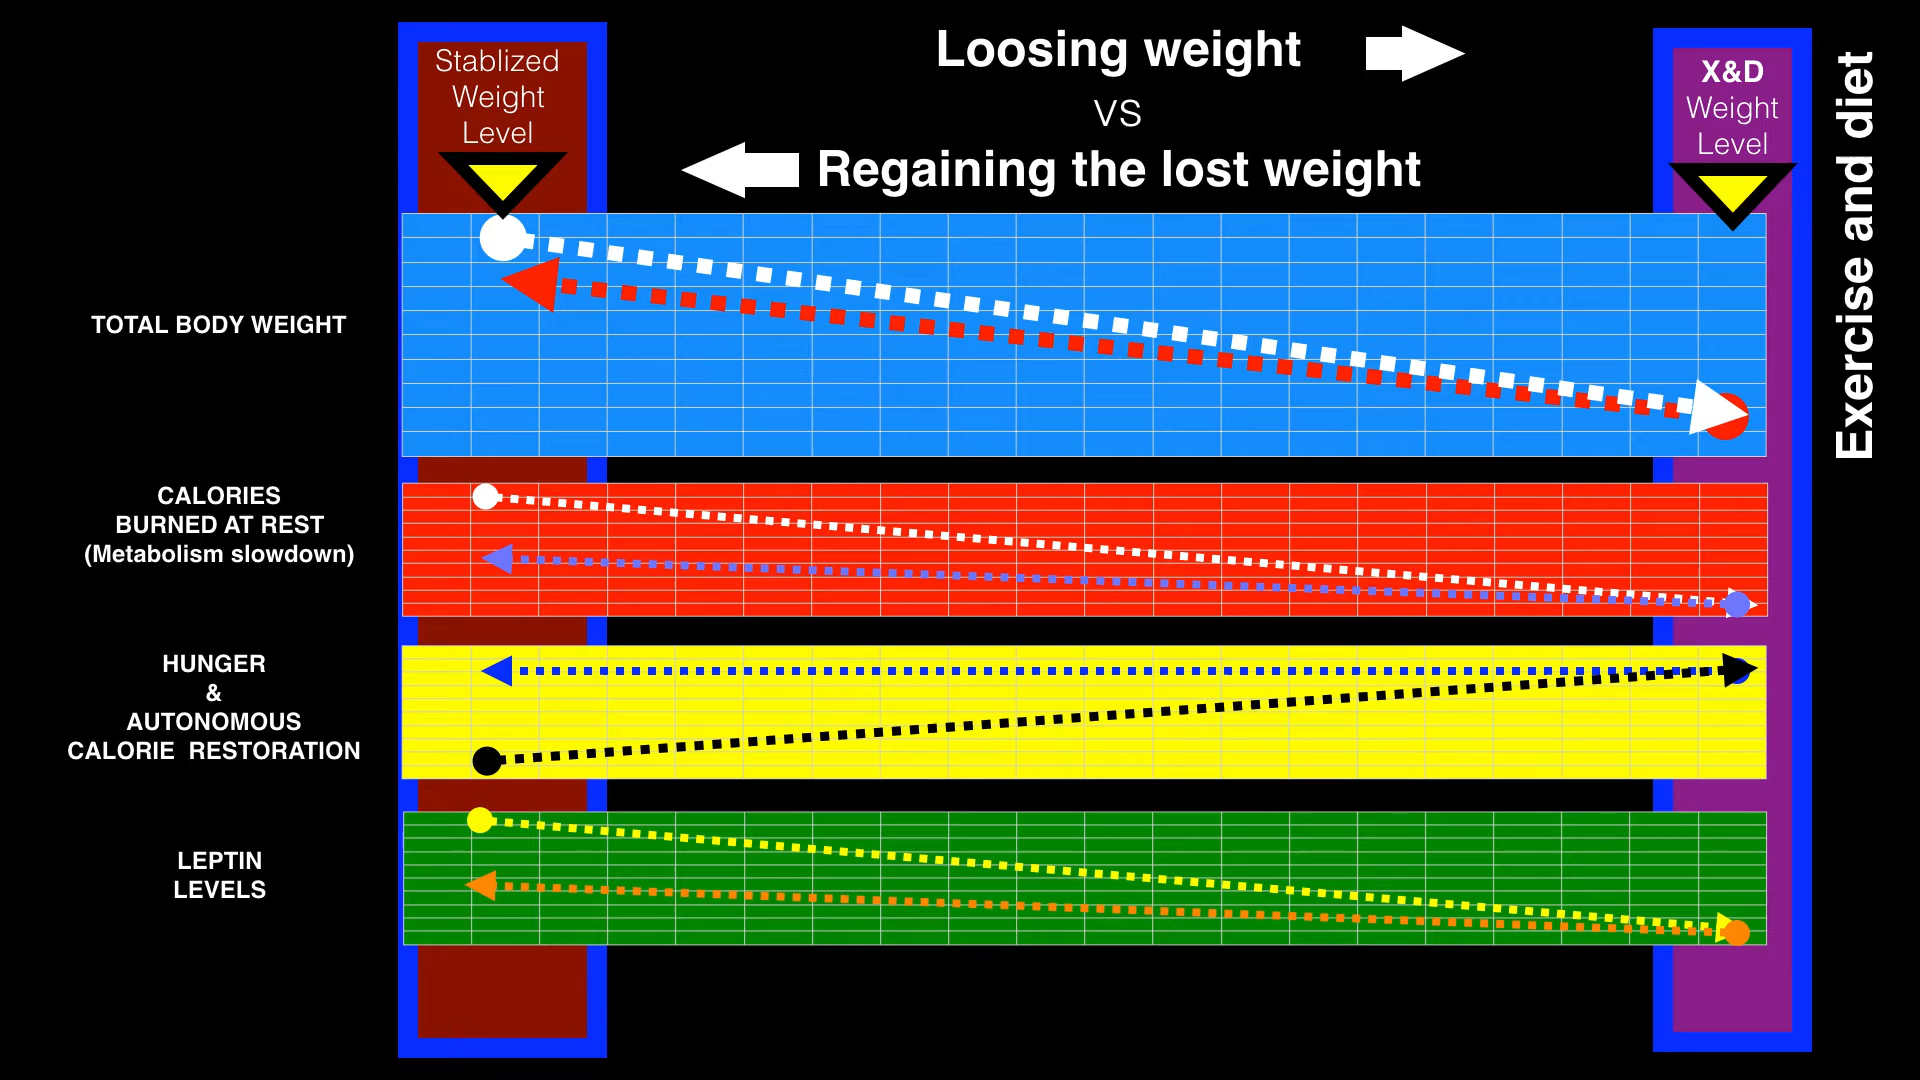 Stablized
Weight
Level
Loosing weight
VS
Regaining the lost weight
X&D
Weight
Level
Exercise and diet
TOTAL BODY WEIGHT
CALORIES
BURNED AT REST
(Metabolism slowdown)
HUNGER
&
AUTONOMOUS
CALORIE  RESTORATION
LEPTIN
LEVELS